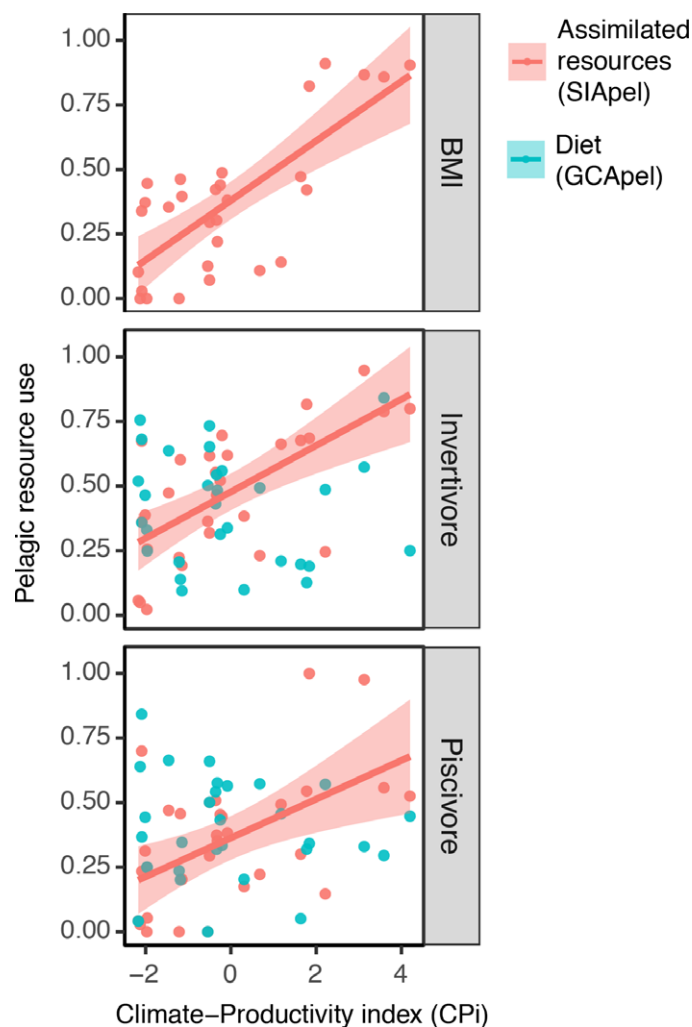 Assimilated
resources
(SIApel)
Diet
(GCApel)
Pelagic resource use
1.00
0.75
0.50
0.25
0.00
BMI
1.00
0.75
0.50
0.25
0.00
Invertivore
1.00
0.75
0.50
0.25
0.00
Piscivore
−2
0
2
4
Climate−Productivity index (CPi)